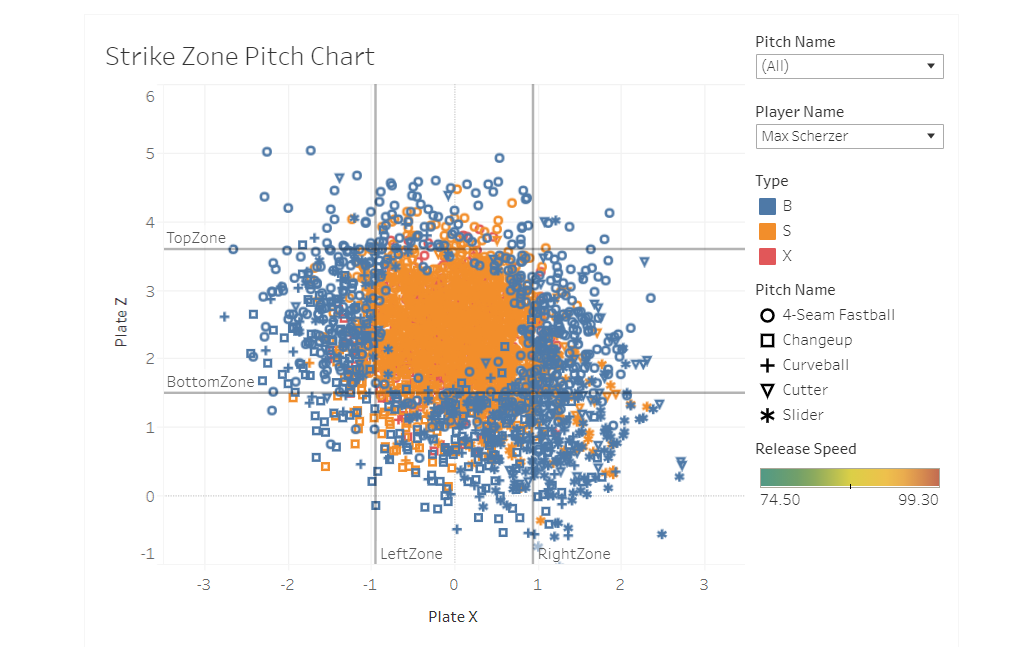 Strike Zone Pitch Chart
Pitch Name
(All)
Player Name
Max Scherzer
Type
B
S
X
Pitch Name
4-Seam Fastball
Changeup
Curveball
Cutter
Slider
Release Speed
74.50 99.30
Plate Z
6
5
4
3
2
1
0
-1
TopZone
BottomZone
LeftZone
RightZone
-3 -2 -1 0 1 2 3
Plate X